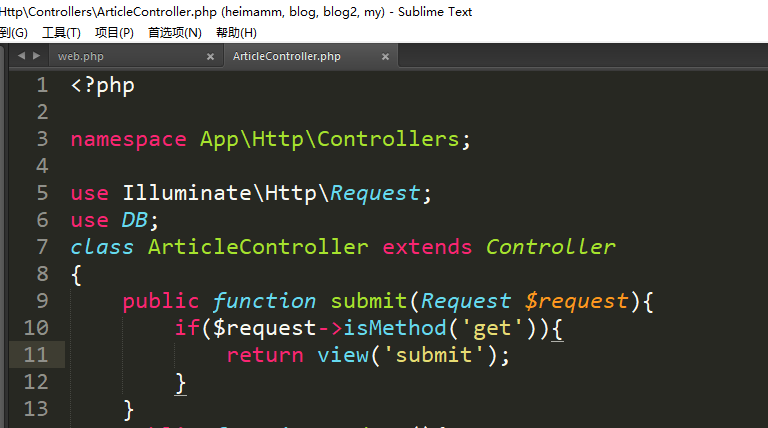 Http\Controllers\ArticleController.php (heimamm, blog, blog2, my) - Sublime Text
到(G) 工具(T) 项目(P) 首选项(N) 帮助(H)
web.php × ArticleController.php ×
1 <?php
2
3 namespace App\Http\Controllers;
4
5 use Illuminate\Http\Request;
6 use DB;
7 class ArticleController extends Controller
8 {
9 public function submit(Request $request){
10 if($request->isMethod('get')){
11 return view('submit');
12 }
13 }